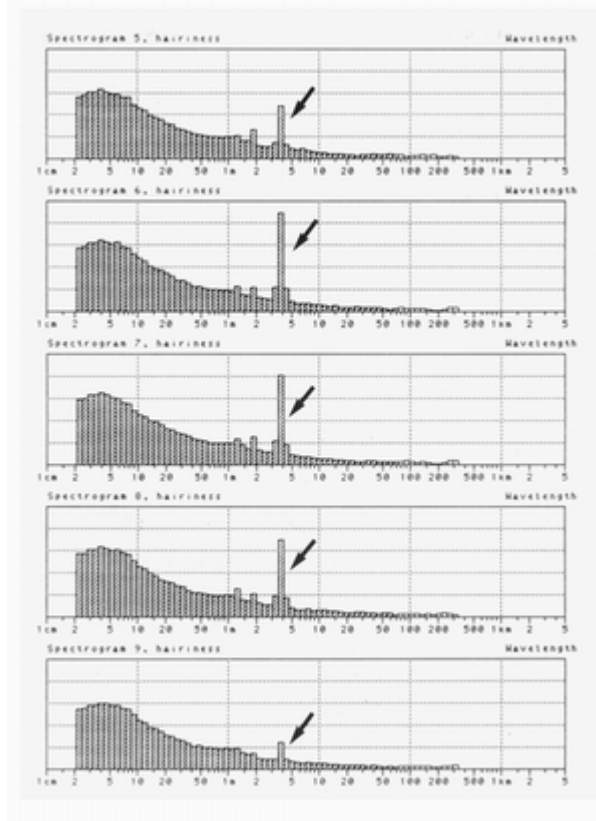 Spectrogram 5, hairiness Wavelength
1cm 2 5 10 20 50 1m 2 5 10 20 50 100 200 500 1km 5
Spectrogram 6, hairiness Wavelength
1cm 2 5 10 20 50 1m 2 5 10 20 50 100 200 500 1km 5
Spectrogram 7, hairiness Wavelength
1cm 2 5 10 20 50 1m 2 5 10 20 50 100 200 500 1km 5
Spectrogram 8, hairiness Wavelength
1cm 2 5 10 20 50 1m 2 5 10 20 50 100 200 500 1km 5
Spectrogram 9, hairiness Wavelength
1cm 2 5 10 20 50 1m 2 5 10 20 50 100 200 500 1km 5